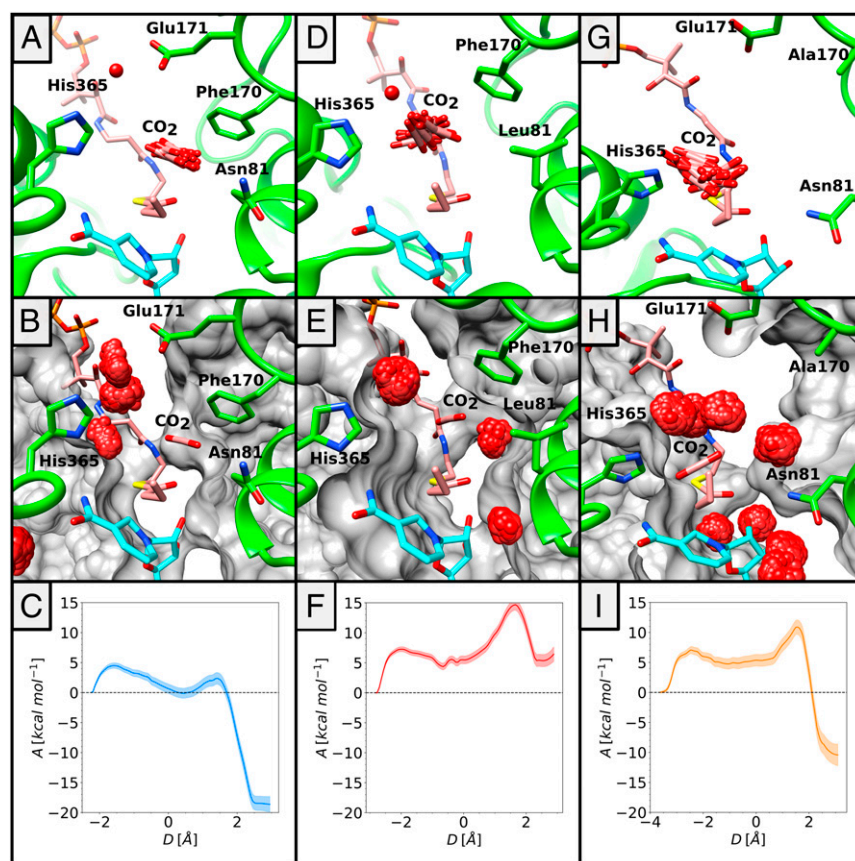 A
Glu171
His365
Phe170
CO2
Asn81
D
Phe170
His365
CO2
Leu81
G
Glu171
Ala170
CO2
His365
Asn81
B
Glu171
Phe170
CO2
His365
Asn81
E
Phe170
CO2
Leu81
His365
H
Glu171
Ala170
His365
CO2
Asn81
C
15
10
5
0
−5
−10
−15
−20
A [kcal mol−1]
−2
0
2
D [Å]
F
15
10
5
0
−5
−10
−15
−20
A [kcal mol−1]
−2
0
2
D [Å]
I
15
10
5
0
−5
−10
−15
−20
A [kcal mol−1]
−4
−2
0
2
D [Å]